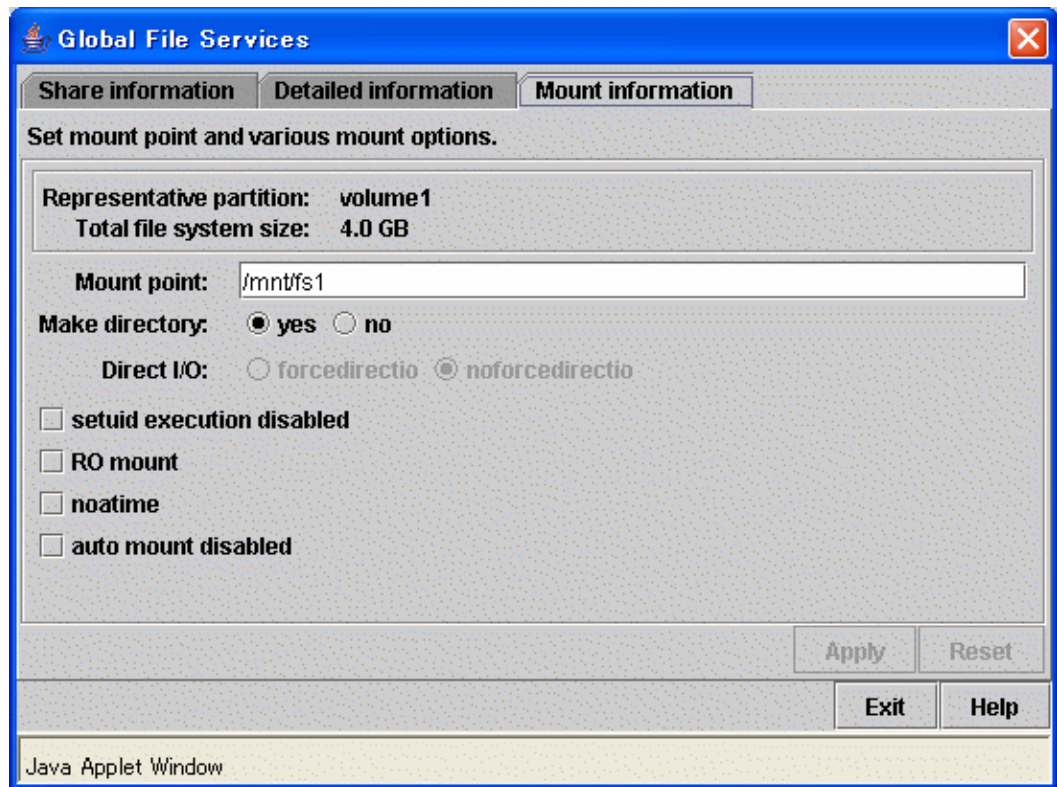 Global File Services
Share information Detailed information Mount information
Set mount point and various mount options.
Representative partition: volume1
Total file system size: 4.0 GB
Mount point: /mnt/fs1
Make directory: yes no
Direct I/O: forcedirectio noforcedirectio
setuid execution disabled
RO mount
noatime
auto mount disabled
Apply Reset
Exit Help
Java Applet Window